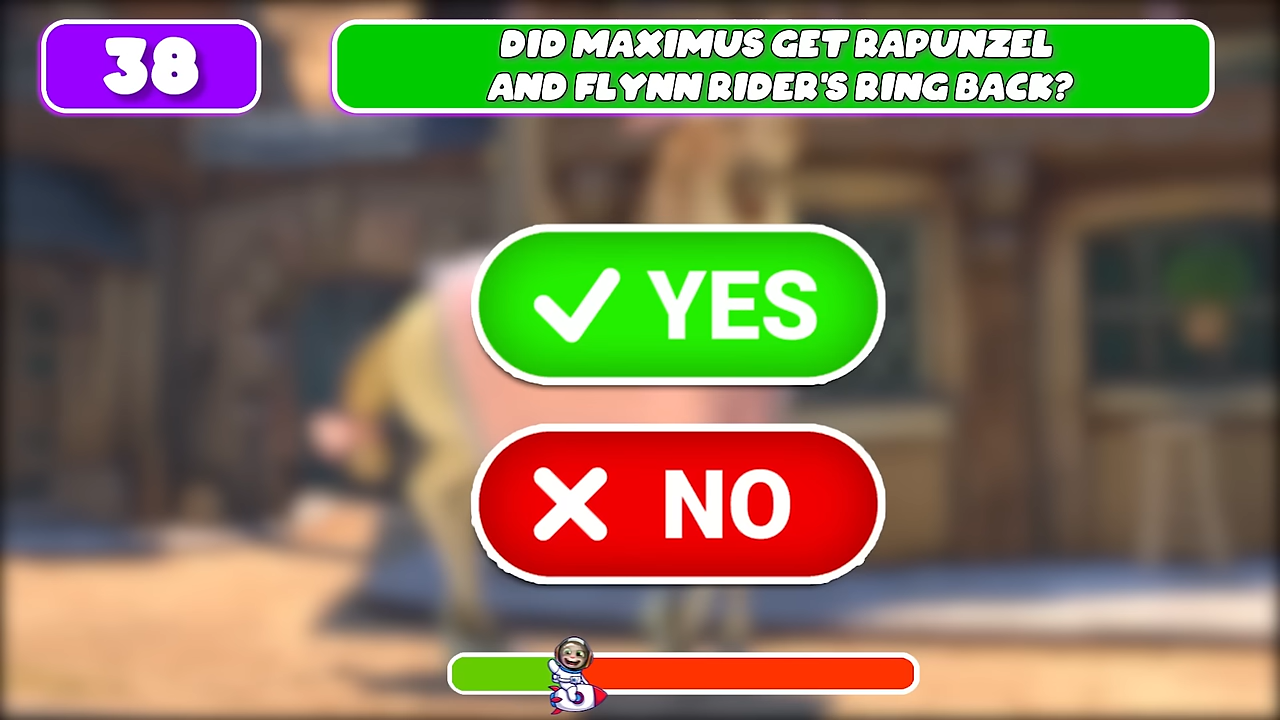 38
DID MAXIMUS GET RAPUNZEL
AND FLYNN RIDER'S RING BACK?
YES
NO